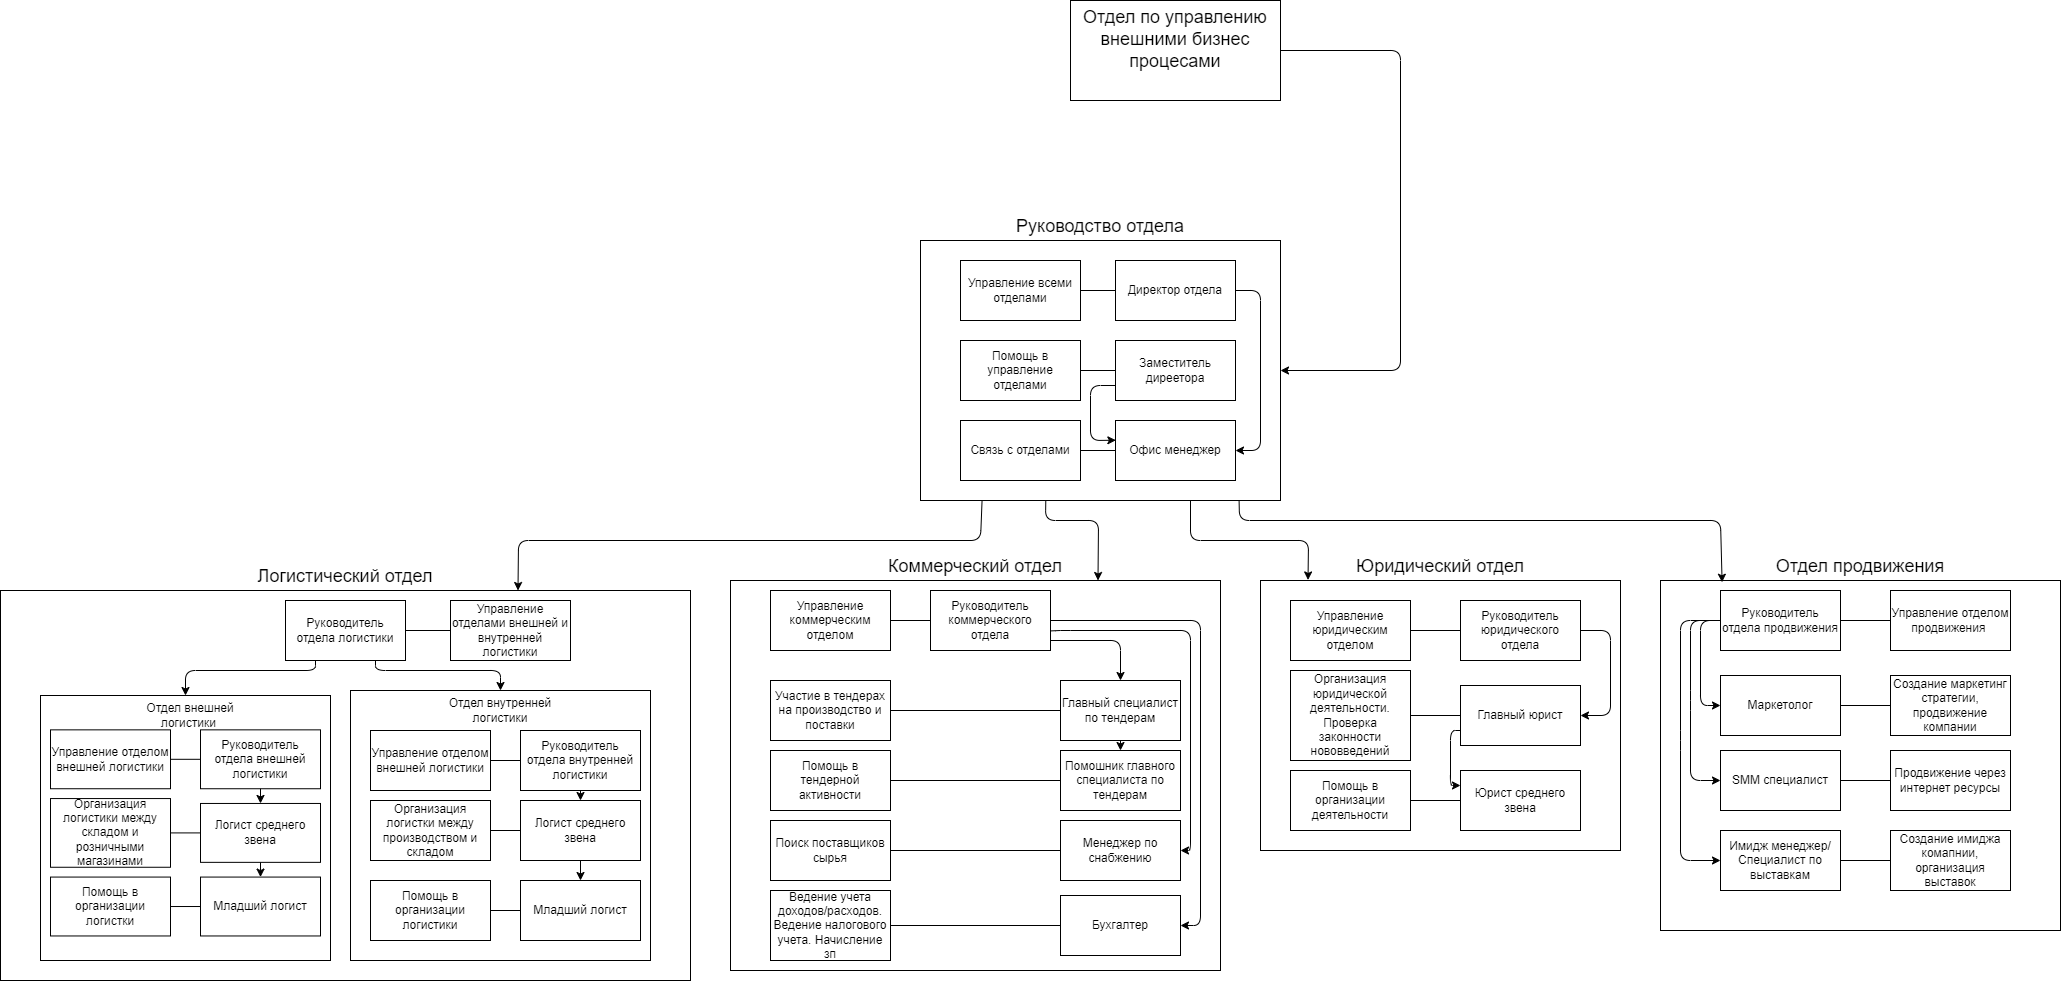 Отдел по управлению
внешними бизнес
процесами
Руководство отдела
Управление всеми
отделами
Директор отдела
Помощь в
управление
отделами
Заместитель
диреетора
Связь с отделами
Офис менеджер
Логистический отдел
Руководитель
отдела логистики
Управление
отделами внешней и
внутренней
логистики
Отдел внешней
логистики
Управление отделом
внешней логистики
Руководитель
отдела внешней
логистики
Организация
логистики между
складом и
розничными
магазинами
Логист среднего
звена
Помощь в
организации
логистки
Младший логист
Отдел внутренней
логистики
Управление отделом
внешней логистики
Руководитель
отдела внутренней
логистики
Организация
логистки между
производством и
складом
Логист среднего
звена
Помощь в
организации
логистики
Младший логист
Коммерческий отдел
Управление
коммерческим
отделом
Руководитель
коммерческого
отдела
Участие в тендерах
на производство и
поставки
Главный специалист
по тендерам
Помощь в
тендерной
активности
Помошник главного
специалиста по
тендерам
Поиск поставщиков
сырья
Менеджер по
снабжению
Ведение учета
доходов/расходов.
Ведение налогового
учета. Начисление
зп
Бухгалтер
Юридический отдел
Управление
юридическим
отделом
Руководитель
юридического
отдела
Организация
юридической
деятельности.
Проверка
законности
нововведений
Главный юрист
Помощь в
организации
деятельности
Юрист среднего
звена
Отдел продвижения
Руководитель
отдела продвижения
Управление отделом
продвижения
Маркетолог
Создание маркетинг
стратегии,
продвижение
компании
SMM специалист
Продвижение через
интернет ресурсы
Имидж менеджер/
Специалист по
выставкам
Создание имиджа
комапнии,
организация
выставок